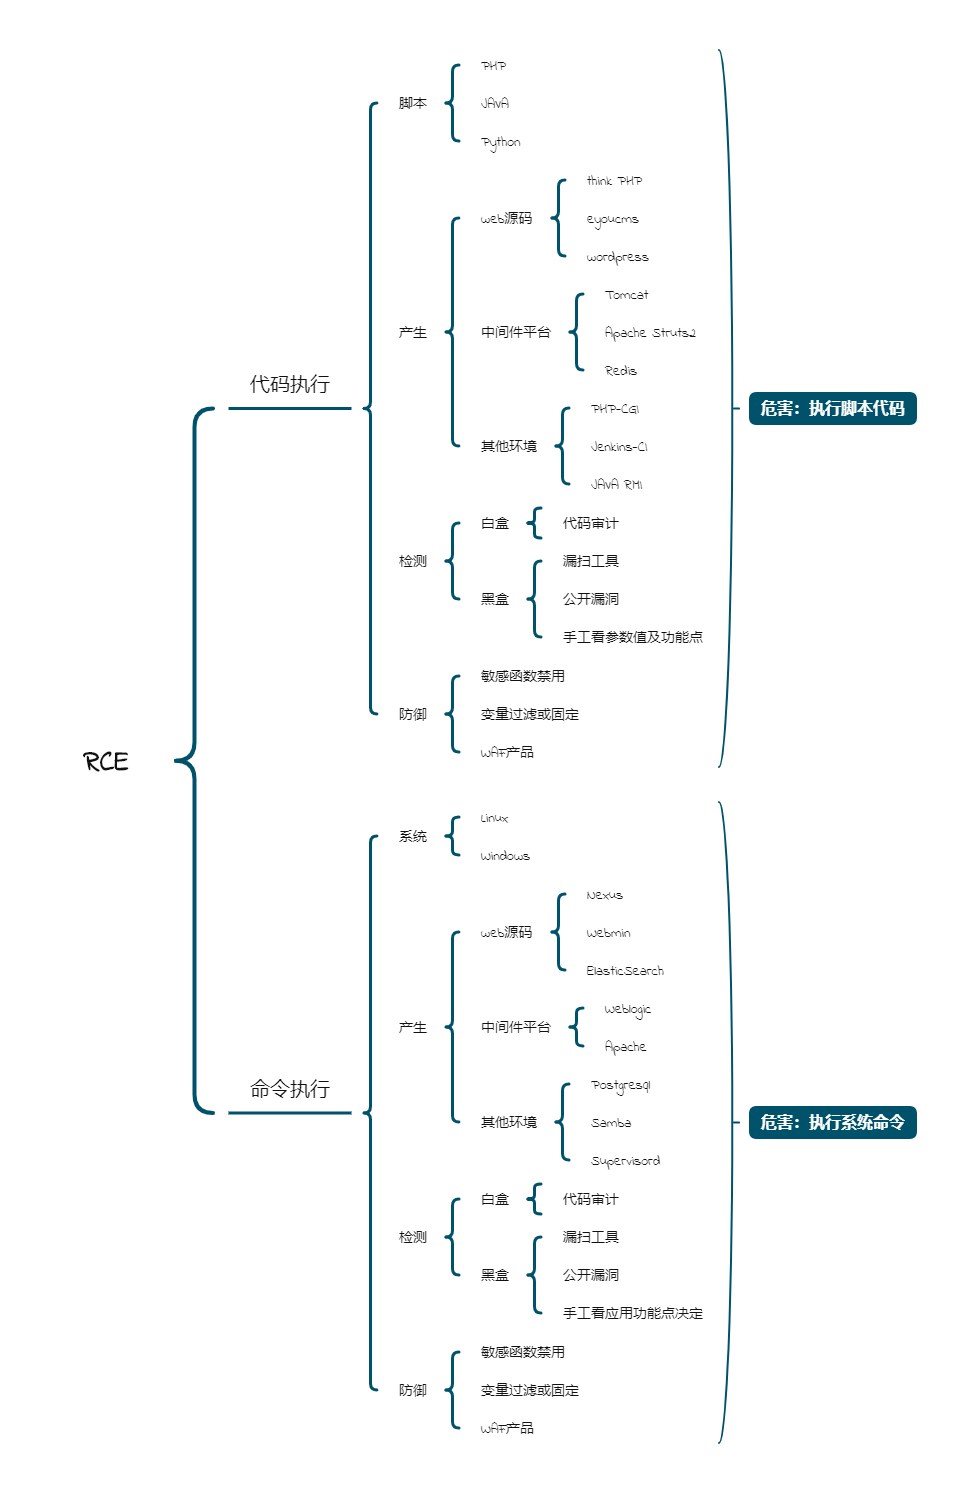 RCE
代码执行
脚本
PHP
JAVA
Python
产生
web源码
think PHP
eyoucms
wordpress
中间件平台
Tomcat
Apache Struts2
Redis
其他环境
PHP-CGI
Jenkins-CI
JAVA RMI
检测
白盒
代码审计
黑盒
漏扫工具
公开漏洞
手工看参数值及功能点
防御
敏感函数禁用
变量过滤或固定
WAF产品
危害：执行脚本代码
命令执行
系统
Linux
Windows
产生
web源码
Nexus
Webmin
ElasticSearch
中间件平台
Weblogic
Apache
其他环境
Postgresql
Samba
Supervisord
检测
白盒
代码审计
黑盒
漏扫工具
公开漏洞
手工看应用功能点决定
防御
敏感函数禁用
变量过滤或固定
WAF产品
危害：执行系统命令